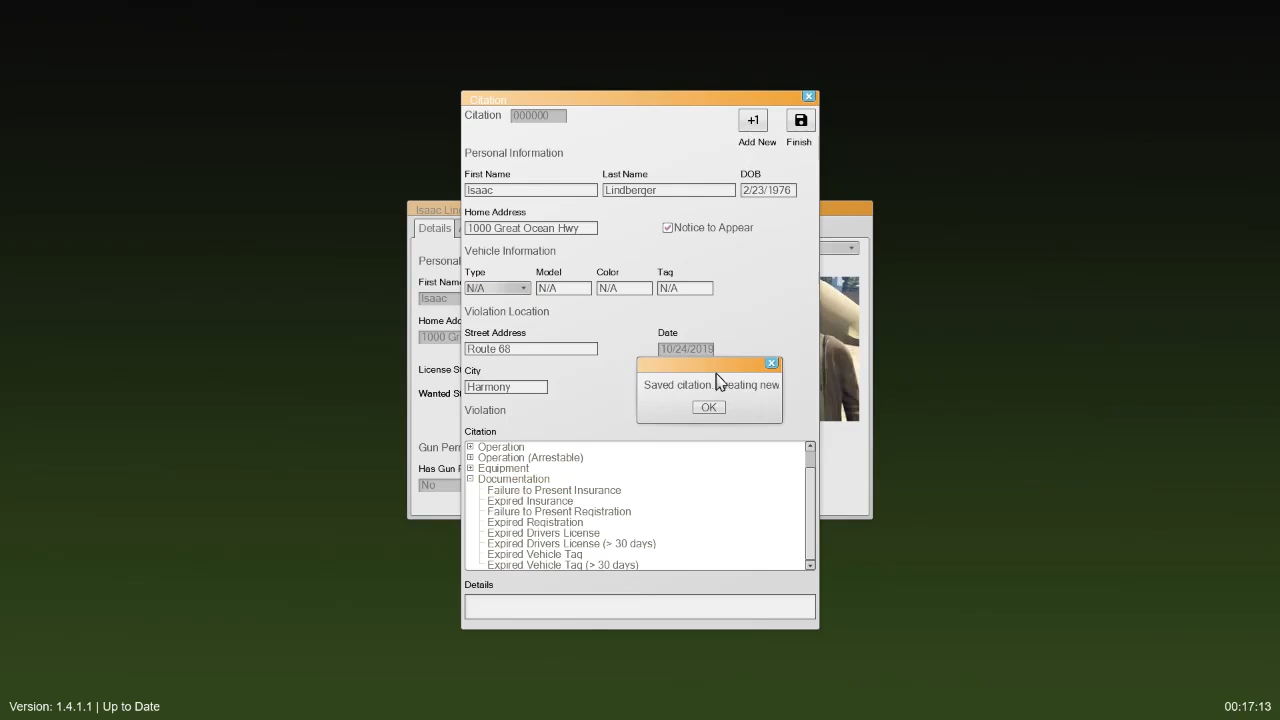 Citation
Citation 000000
+1
Add New Finish
Personal Information
First Name Last Name DOB
Isaac Lindberger 2/23/1976
Home Address
1000 Great Ocean Hwy Notice to Appear
Vehicle Information
Type Model Color Tag
N/A N/A N/A N/A
Violation Location
Street Address Date
Route 68 10/24/2019
City
Harmony
Saved citation. new
OK
Violation
Citation
Operation
Operation (Arrestable)
Equipment
Documentation
Failure to Present Insurance
Expired Insurance
Failure to Present Registration
Expired Registration
Expired Drivers License
Expired Drivers License (> 30 days)
Expired Vehicle Tag
Expired Vehicle Tag (> 30 days)
Details
Isaac Lin
Details
Persona
First Name
Isaac
Home Add
1000 Gr
License St
Wanted St
Gun Perm
Has Gun P
No
Version: 1.4.1.1 | Up to Date
00:17:13